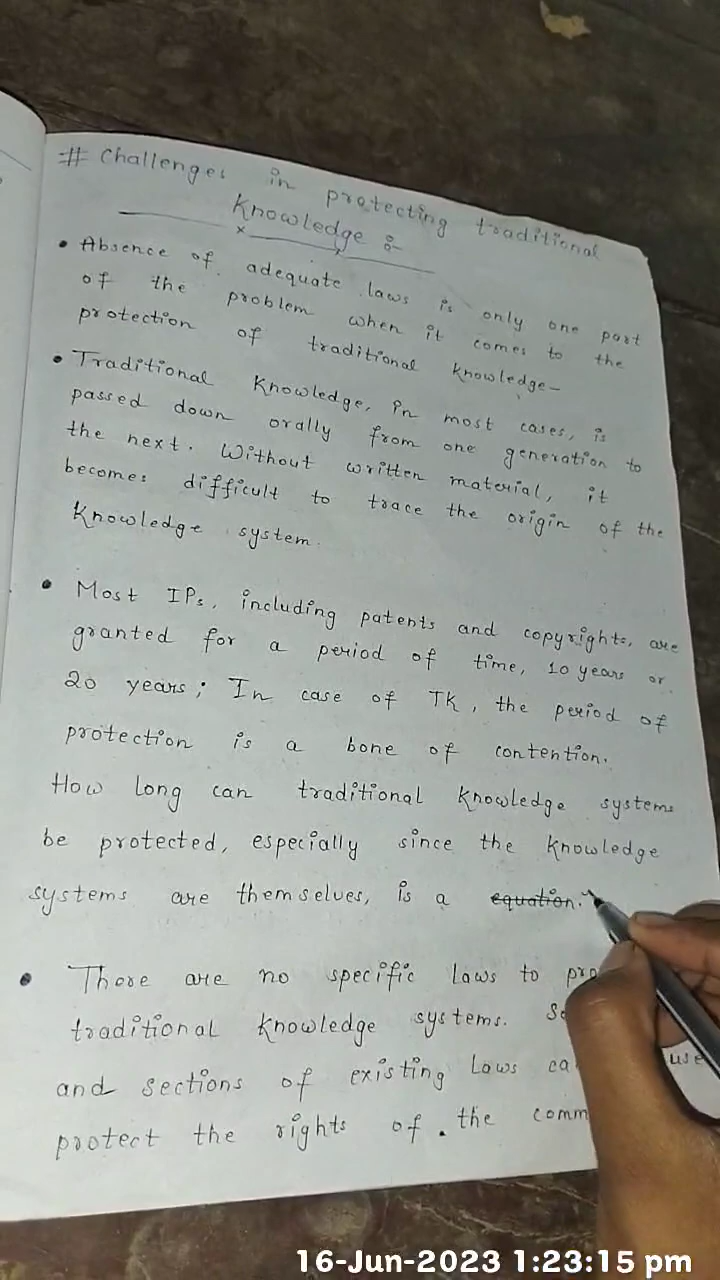 # Challenges in protecting traditional
Knowledge :-
• Absence of adequate laws is only one part
of the problem when it comes to the
protection of traditional knowledge-
• Traditional Knowledge, in most cases, is
passed down orally from one generation to
the next. Without written material, it
becomes difficult to trace the origin of the
Knowledge system.
• Most IPs, including patents and copyrights, are
granted for a period of time, 10 years or
20 years; In case of TK, the period of
protection is a bone of contention.
How long can traditional Knowledge systems
be protected, especially since the knowledge
systems are themselves, is a equation.
• There are no specific Laws to
traditional Knowledge systems.
and sections of existing Laws
protect the rights of . the
16-Jun-2023 1:23:15 pm